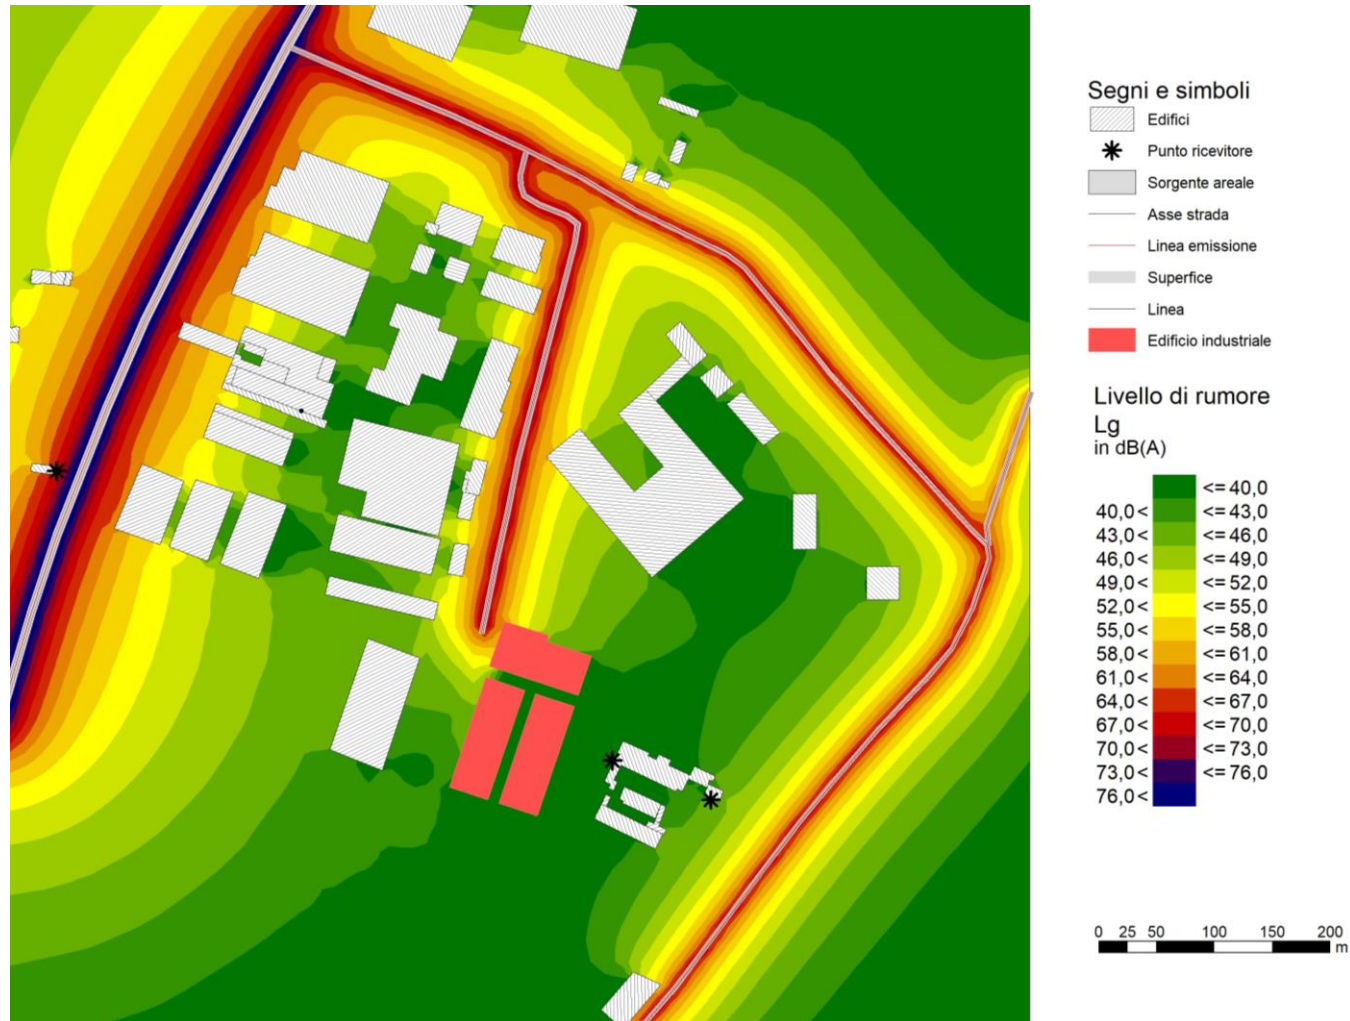 Segni e simboli
Edifici
Punto ricevitore
Sorgente areale
Asse strada
Linea emissione
Superfice
Linea
Edificio industriale
Livello di rumore
Lg
in dB(A)
<= 40,0
40,0 < <= 43,0
43,0 < <= 46,0
46,0 < <= 49,0
49,0 < <= 52,0
52,0 < <= 55,0
55,0 < <= 58,0
58,0 < <= 61,0
61,0 < <= 64,0
64,0 < <= 67,0
67,0 < <= 70,0
70,0 < <= 73,0
73,0 < <= 76,0
76,0 <
0 25 50 100 150 200
m